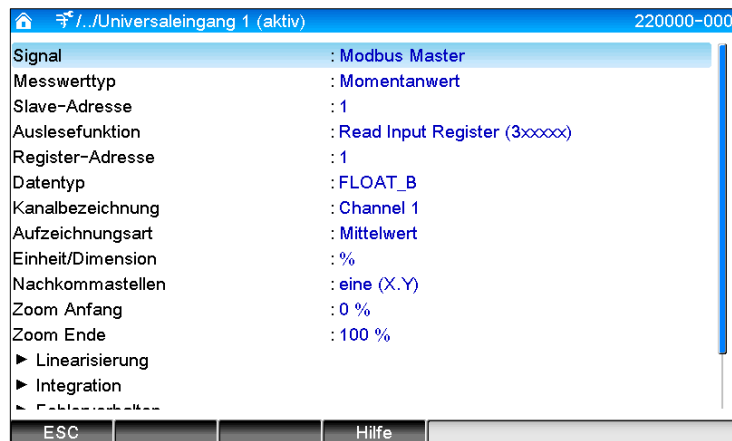 /../Universaleingang 1 (aktiv) 220000-000
Signal : Modbus Master
Messwerttyp : Momentanwert
Slave-Adresse : 1
Auslesefunktion : Read Input Register (3xxxxx)
Register-Adresse : 1
Datentyp : FLOAT_B
Kanalbezeichnung : Channel 1
Aufzeichnungsart : Mittelwert
Einheit/Dimension : %
Nachkommastellen : eine (X.Y)
Zoom Anfang : 0 %
Zoom Ende : 100 %
► Linearisierung
► Integration
► Fehlerverhalten
ESC Hilfe